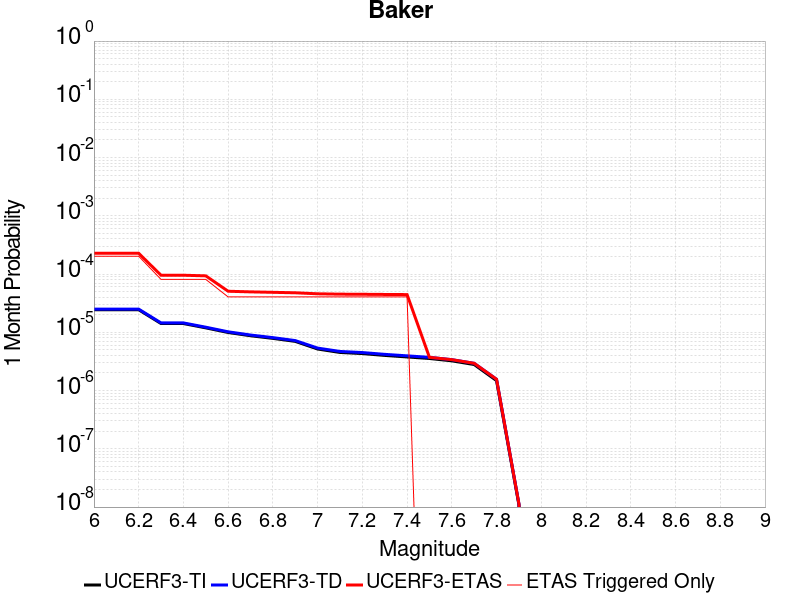 Baker
10^0
10^-1
10^-2
10^-3
10^-4
10^-5
10^-6
10^-7
10^-8
1 Month Probability
6 6.2 6.4 6.6 6.8 7 7.2 7.4 7.6 7.8 8 8.2 8.4 8.6 8.8 9
Magnitude
UCERF3-TI UCERF3-TD UCERF3-ETAS ETAS Triggered Only